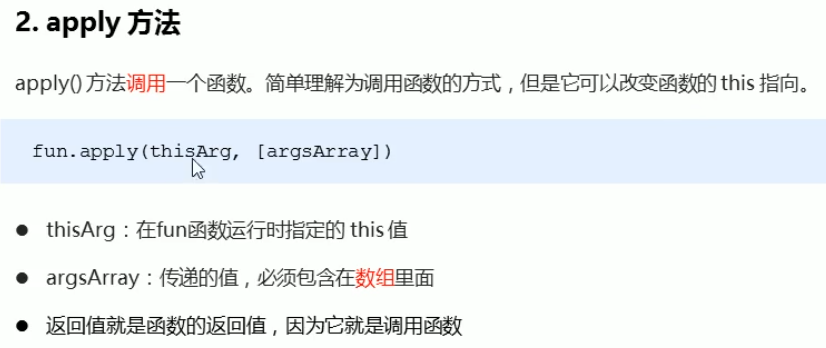 2. apply 方法
apply() 方法调用一个函数。简单理解为调用函数的方式，但是它可以改变函数的 this 指向。
fun.apply(thisArg, [argsArray])
● thisArg：在fun函数运行时指定的 this 值
● argsArray：传递的值，必须包含在数组里面
● 返回值就是函数的返回值，因为它就是调用函数